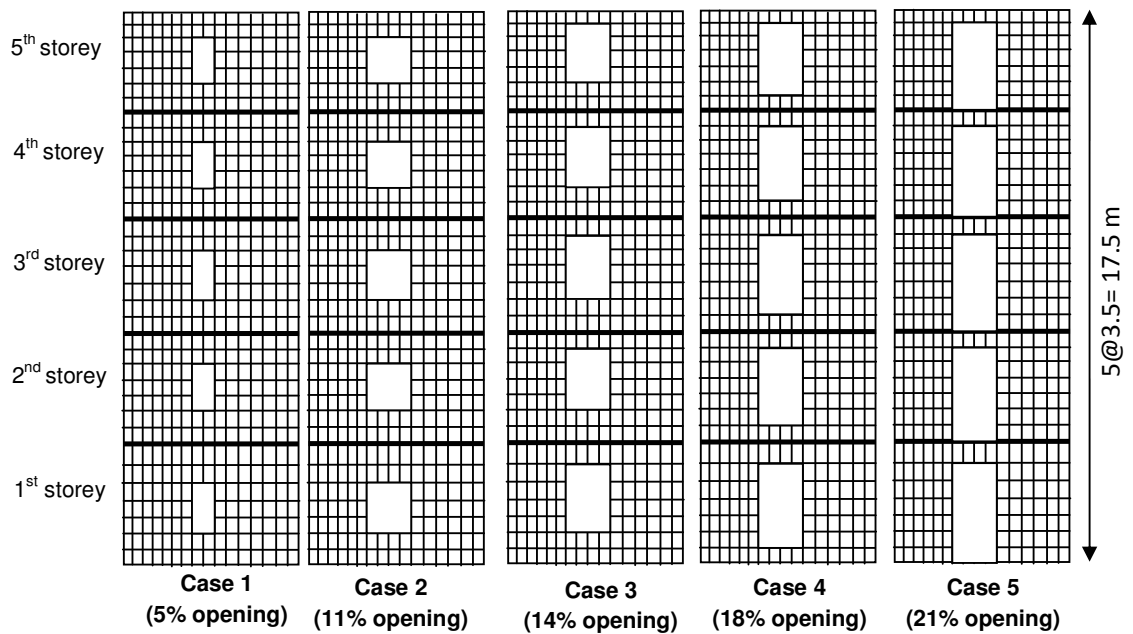 5th storey
4th storey
3rd storey
2nd storey
1st storey
5@3.5= 17.5 m
Case 1
(5% opening)
Case 2
(11% opening)
Case 3
(14% opening)
Case 4
(18% opening)
Case 5
(21% opening)